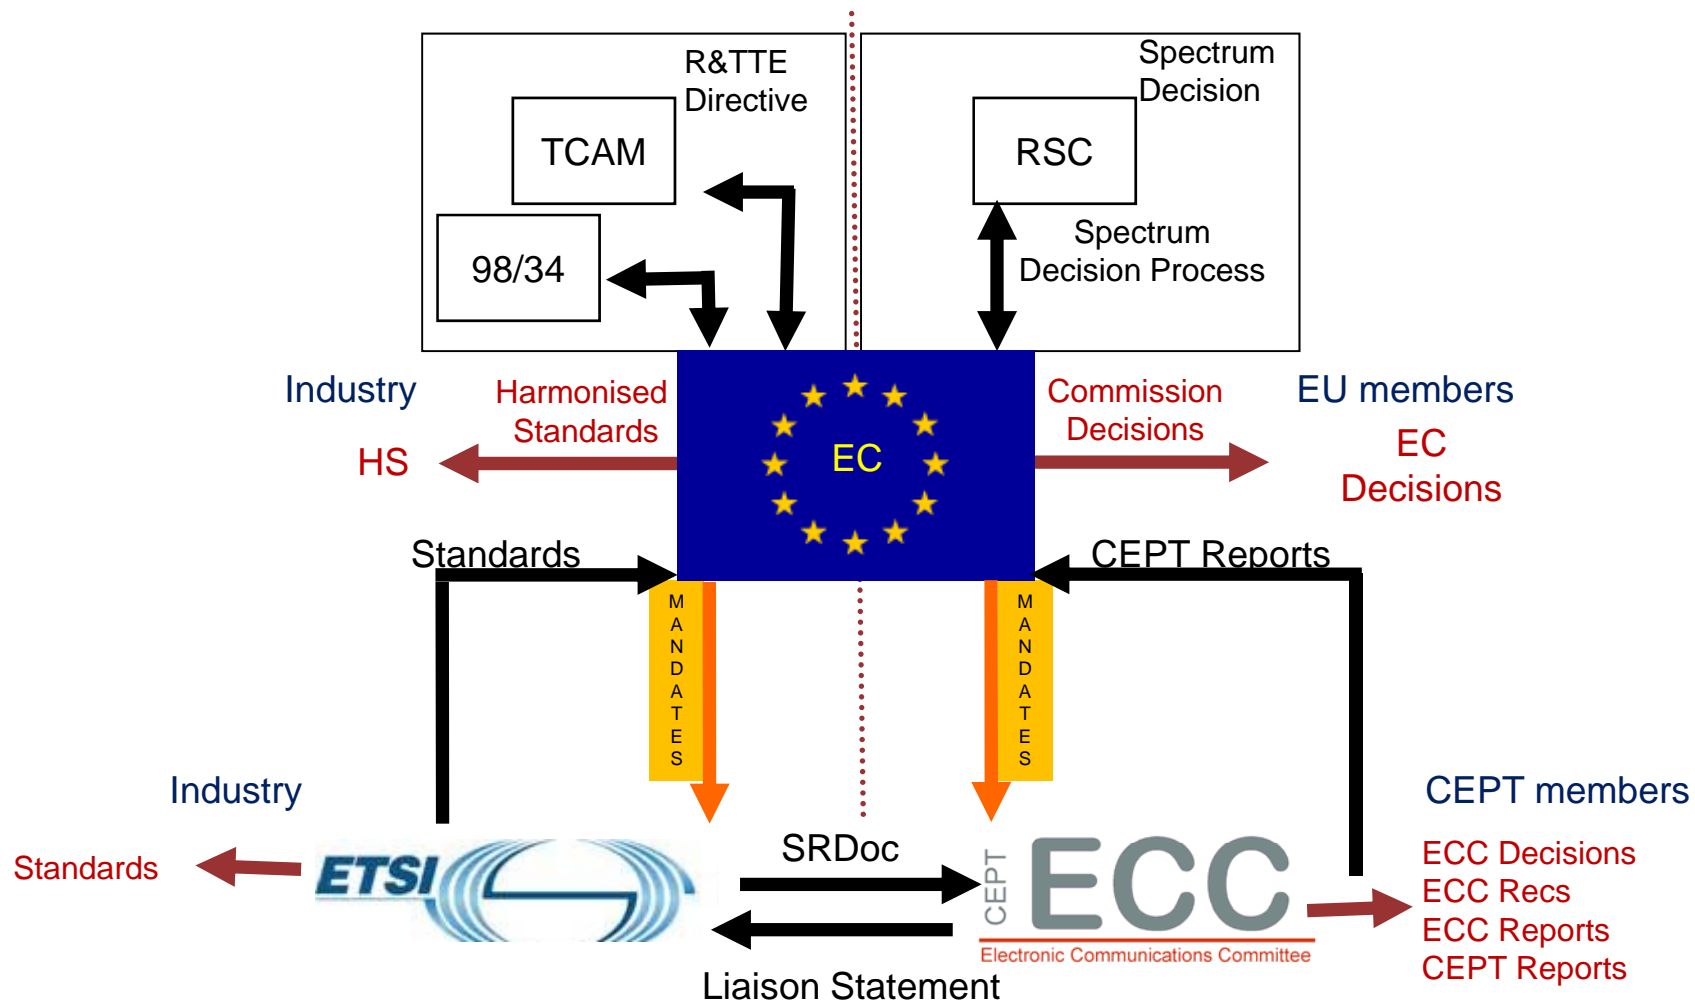 R&TTE
Directive
TCAM
98/34
Spectrum
Decision
RSC
Spectrum
Decision Process
Industry
Harmonised
Standards
HS
EC
Commission
Decisions
EU members
EC
Decisions
Standards
CEPT Reports
M
A
N
D
A
T
E
S
M
A
N
D
A
T
E
S
Industry
Standards
ETSI
SRDoc
Liaison Statement
CEPT
ECC
Electronic Communications Committee
CEPT members
ECC Decisions
ECC Recs
ECC Reports
CEPT Reports